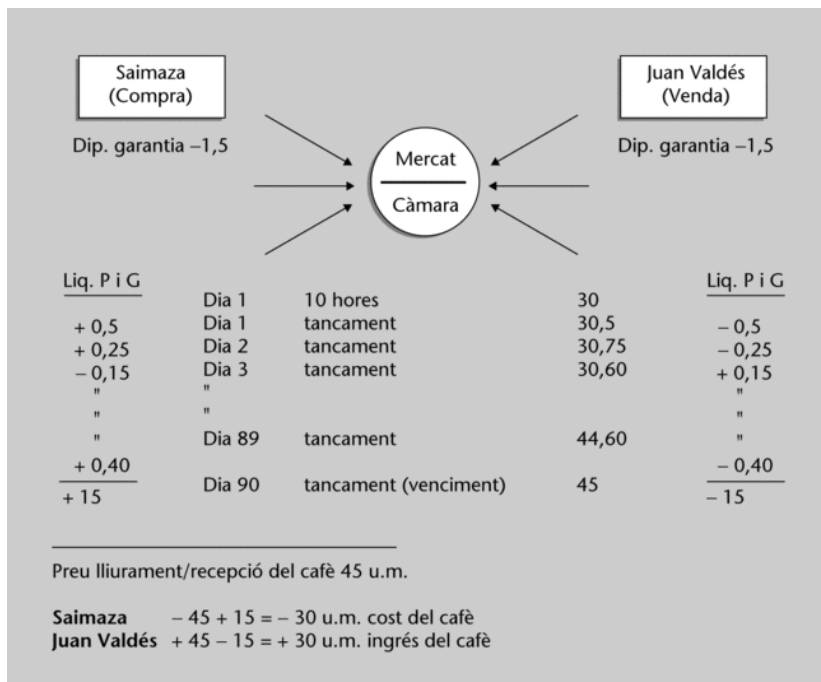 Saimaza
(Compra)
Juan Valdés
(Venda)
Dip. garantia –1,5
Dip. garantia –1,5
Mercat
Càmara
Liq. P i G
Liq. P i G
Dia 1 10 hores 30
+ 0,5 Dia 1 tancament 30,5 – 0,5
+ 0,25 Dia 2 tancament 30,75 – 0,25
– 0,15 Dia 3 tancament 30,60 + 0,15
" " "
" " "
" Dia 89 tancament 44,60 "
+ 0,40 – 0,40
Dia 90 tancament (venciment) 45
+ 15 – 15
Preu lliurament/recepció del cafè 45 u.m.
Saimaza – 45 + 15 = – 30 u.m. cost del cafè
Juan Valdés + 45 – 15 = + 30 u.m. ingrés del cafè